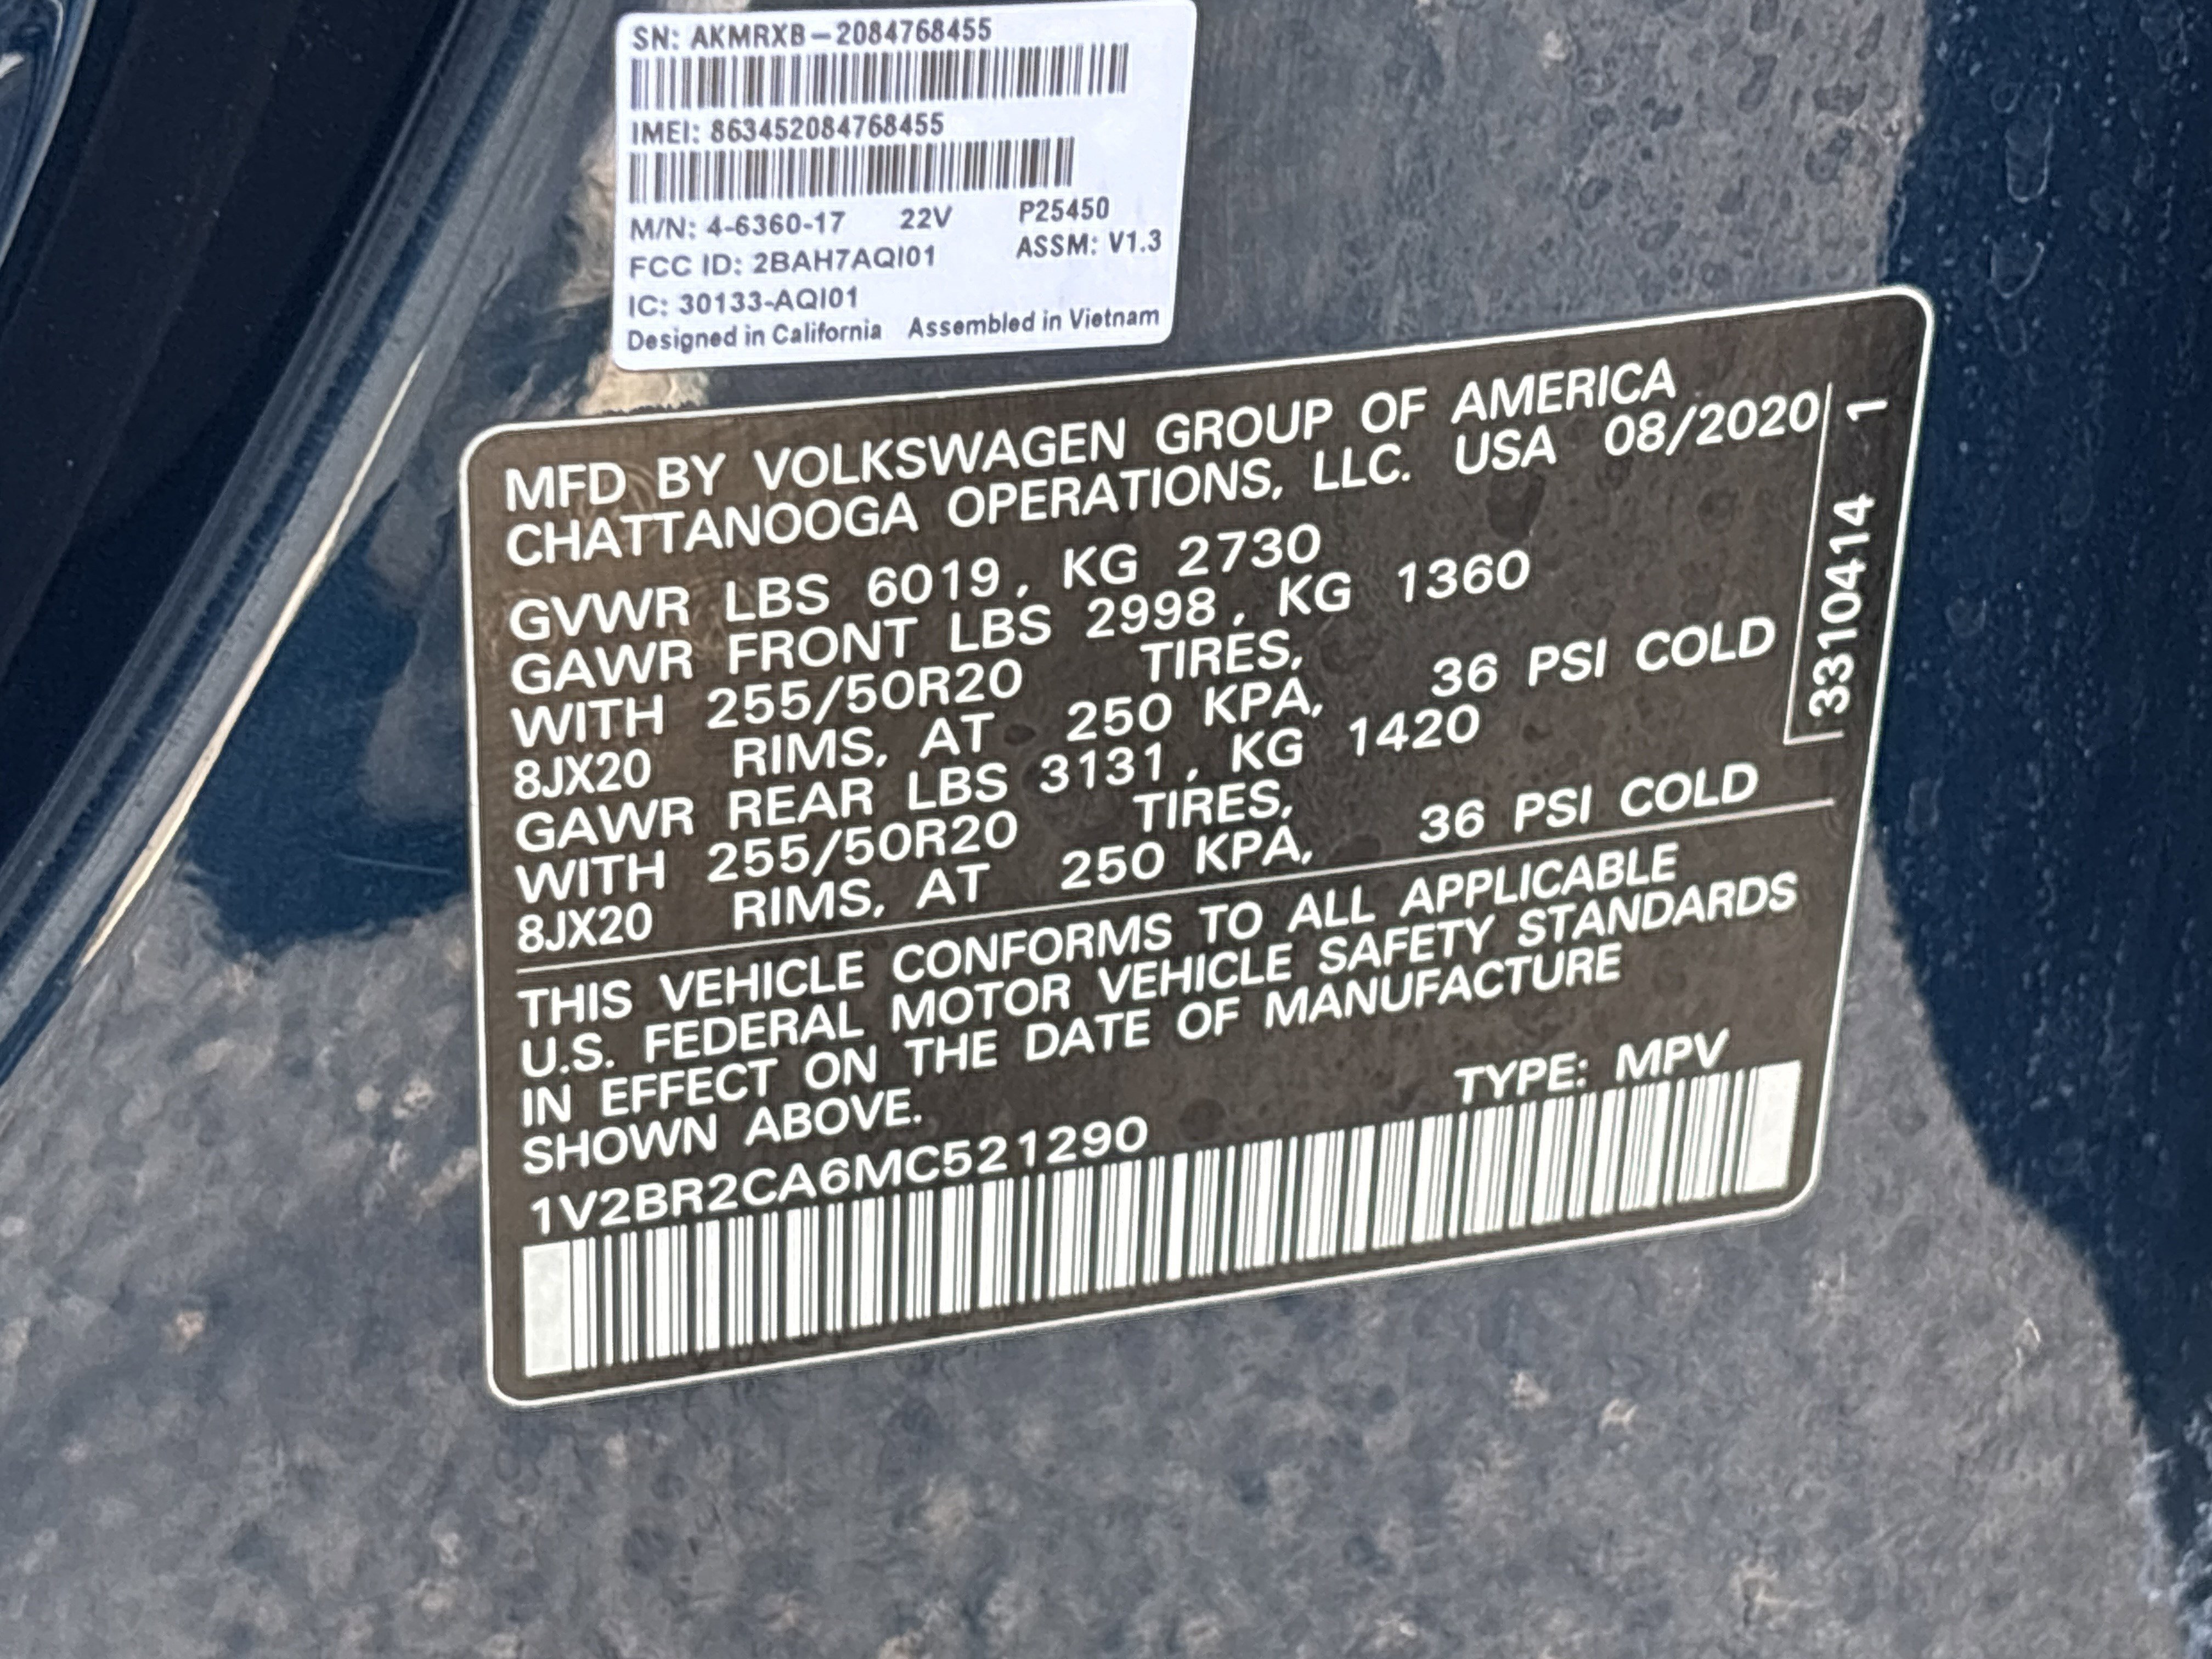 SN: AKMRXB-2084768455
IMEI: 863452084768455
M/N: 4-6360-17 22V P25450
FCC ID: 2BAH7AQI01 ASSM: V1.3
IC: 30133-AQI01
Designed in California Assembled in Vietnam
MFD BY VOLKSWAGEN GROUP OF AMERICA
CHATTANOOGA OPERATIONS, LLC. USA 08/2020
GVWR LBS 6019, KG 2730
GAWR FRONT LBS 2998, KG 1360
WITH 255/50R20 TIRES,
8JX20 RIMS, AT 250 KPA, 36 PSI COLD
GAWR REAR LBS 3131, KG 1420
WITH 255/50R20 TIRES,
8JX20 RIMS, AT 250 KPA, 36 PSI COLD
3310414 1
THIS VEHICLE CONFORMS TO ALL APPLICABLE
U.S. FEDERAL MOTOR VEHICLE SAFETY STANDARDS
IN EFFECT ON THE DATE OF MANUFACTURE
SHOWN ABOVE.
TYPE: MPV
1V2BR2CA6MC521290